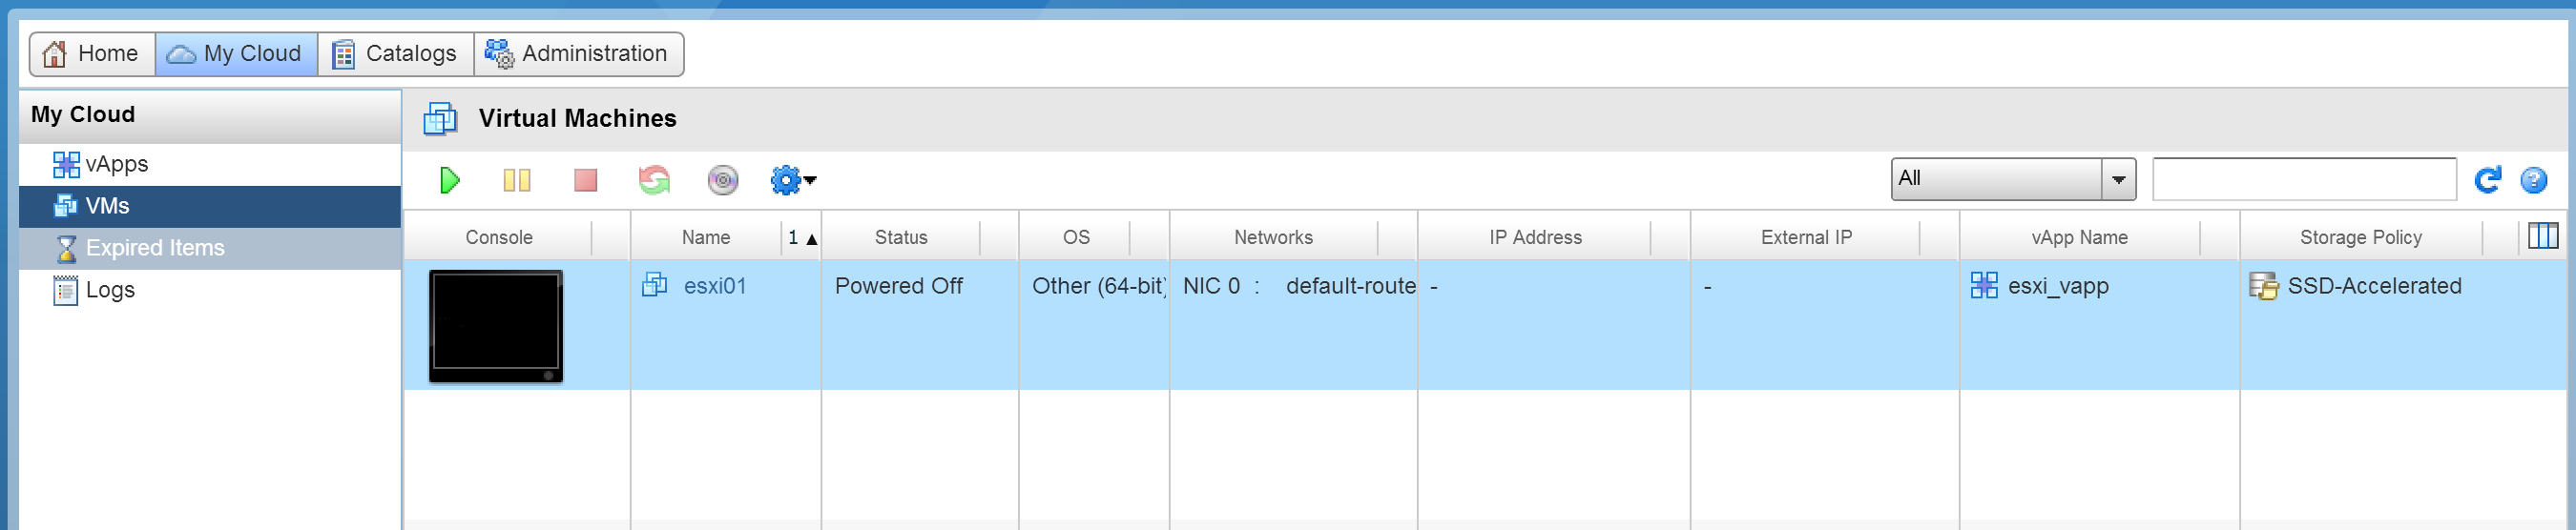 Home My Cloud Catalogs Administration
My Cloud
vApps
VMs
Expired Items
Logs
Virtual Machines
All
Console Name 1 ▲ Status OS Networks IP Address External IP vApp Name Storage Policy
esxi01 Powered Off Other (64-bit) NIC 0 : default-route - - esxi_vapp SSD-Accelerated